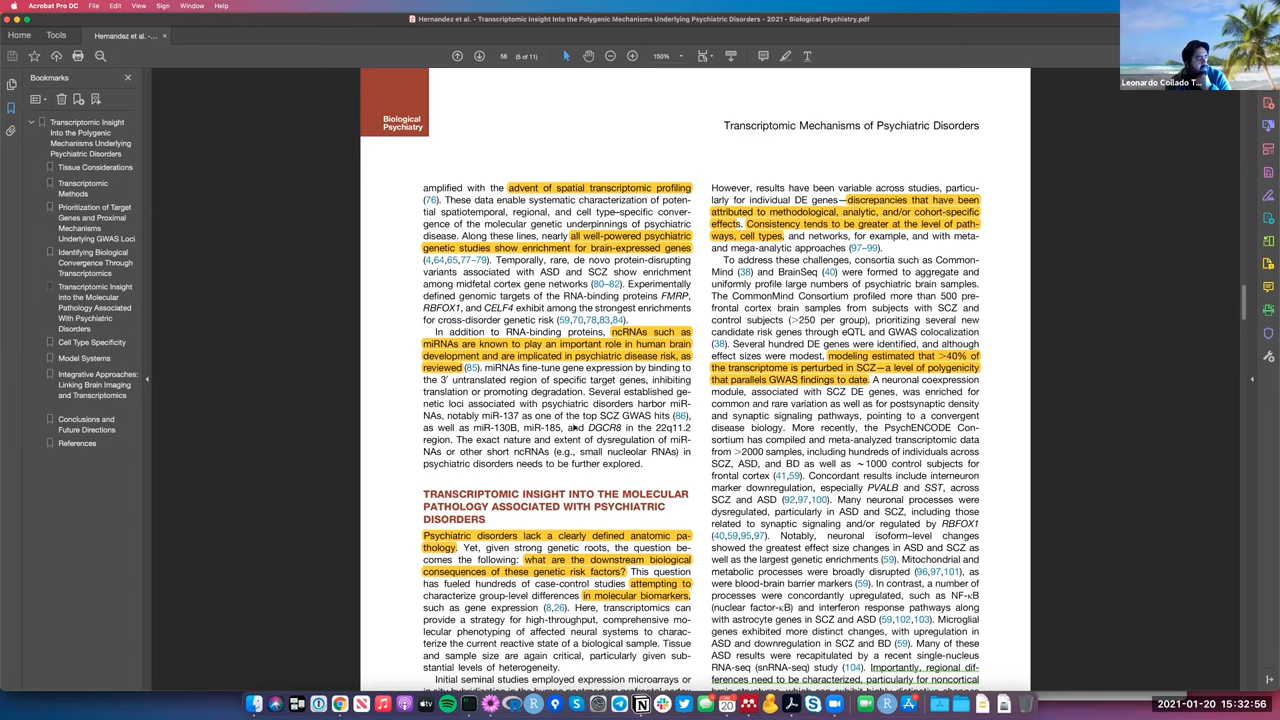 Acrobat Pro DC File Edit View Sign Window Help
Hernandez et al. - Transcriptomic Insight Into the Polygenic Mechanisms Underlying Psychiatric Disorders - 2021 - Biological Psychiatry.pdf
Home Tools Hernandez et al. -...
58 (5 of 11) 150%
Leonardo Collado T...
Bookmarks
Transcriptomic Insight
Into the Polygenic
Mechanisms Underlying
Psychiatric Disorders
Tissue Considerations
Transcriptomic
Methods
Prioritization of Target
Genes and Proximal
Mechanisms
Underlying GWAS Loci
Identifying Biological
Convergence Through
Transcriptomics
Transcriptomic Insight
into the Molecular
Pathology Associated
With Psychiatric
Disorders
Cell Type Specificity
Model Systems
Integrative Approaches:
Linking Brain Imaging
and Transcriptomics
Conclusions and
Future Directions
References
Biological
Psychiatry
Transcriptomic Mechanisms of Psychiatric Disorders
amplified with the advent of spatial transcriptomic profiling
(76). These data enable systematic characterization of poten-
tial spatiotemporal, regional, and cell type–specific conver-
gence of the molecular genetic underpinnings of psychiatric
disease. Along these lines, nearly all well-powered psychiatric
genetic studies show enrichment for brain-expressed genes
(4,64,65,77–79). Temporally, rare, de novo protein-disrupting
variants associated with ASD and SCZ show enrichment
among midfetal cortex gene networks (80–82). Experimentally
defined genomic targets of the RNA-binding proteins FMRP,
RBFOX1, and CELF4 exhibit among the strongest enrichments
for cross-disorder genetic risk (59,70,78,83,84).
In addition to RNA-binding proteins, ncRNAs such as
miRNAs are known to play an important role in human brain
development and are implicated in psychiatric disease risk, as
reviewed (85). miRNAs fine-tune gene expression by binding to
the 3′ untranslated region of specific target genes, inhibiting
translation or promoting degradation. Several established ge-
netic loci associated with psychiatric disorders harbor miR-
NAs, notably miR-137 as one of the top SCZ GWAS hits (86),
as well as miR-130B, miR-185, and DGCR8 in the 22q11.2
region. The exact nature and extent of dysregulation of miR-
NAs or other short ncRNAs (e.g., small nucleolar RNAs) in
psychiatric disorders needs to be further explored.
TRANSCRIPTOMIC INSIGHT INTO THE MOLECULAR
PATHOLOGY ASSOCIATED WITH PSYCHIATRIC
DISORDERS
Psychiatric disorders lack a clearly defined anatomic pa-
thology. Yet, given strong genetic roots, the question be-
comes the following: what are the downstream biological
consequences of these genetic risk factors? This question
has fueled hundreds of case-control studies attempting to
characterize group-level differences in molecular biomarkers,
such as gene expression (8,26). Here, transcriptomics can
provide a strategy for high-throughput, comprehensive mo-
lecular phenotyping of affected neural systems to charac-
terize the current reactive state of a biological sample. Tissue
and sample size are again critical, particularly given sub-
stantial levels of heterogeneity.
Initial seminal studies employed expression microarrays or
However, results have been variable across studies, particu-
larly for individual DE genes—discrepancies that have been
attributed to methodological, analytic, and/or cohort-specific
effects. Consistency tends to be greater at the level of path-
ways, cell types, and networks, for example, and with meta-
and mega-analytic approaches (97–99).
To address these challenges, consortia such as Common-
Mind (38) and BrainSeq (40) were formed to aggregate and
uniformly profile large numbers of psychiatric brain samples.
The CommonMind Consortium profiled more than 500 pre-
frontal cortex brain samples from subjects with SCZ and
control subjects (>250 per group), prioritizing several new
candidate risk genes through eQTL and GWAS colocalization
(38). Several hundred DE genes were identified, and although
effect sizes were modest, modeling estimated that >40% of
the transcriptome is perturbed in SCZ—a level of polygenicity
that parallels GWAS findings to date. A neuronal coexpression
module, associated with SCZ DE genes, was enriched for
common and rare variation as well as for postsynaptic density
and synaptic signaling pathways, pointing to a convergent
disease biology. More recently, the PsychENCODE Con-
sortium has compiled and meta-analyzed transcriptomic data
from >2000 samples, including hundreds of individuals across
SCZ, ASD, and BD as well as ~1000 control subjects for
frontal cortex (41,59). Concordant results include interneuron
marker downregulation, especially PVALB and SST, across
SCZ and ASD (92,97,100). Many neuronal processes were
dysregulated, particularly in ASD and SCZ, including those
related to synaptic signaling and/or regulated by RBFOX1
(40,59,95,97). Notably, neuronal isoform–level changes
showed the greatest effect size changes in ASD and SCZ as
well as the largest genetic enrichments (59). Mitochondrial and
metabolic processes were broadly disrupted (96,97,101), as
were blood-brain barrier markers (59). In contrast, a number of
processes were concordantly upregulated, such as NF-κB
(nuclear factor-κB) and interferon response pathways along
with astrocyte genes in SCZ and ASD (59,102,103). Microglial
genes exhibited more distinct changes, with upregulation in
ASD and downregulation in SCZ and BD (59). Many of these
ASD results were recapitulated by a recent single-nucleus
RNA-seq (snRNA-seq) study (104). Importantly, regional dif-
ferences need to be characterized, particularly for noncortical
2021-01-20 15:32:56